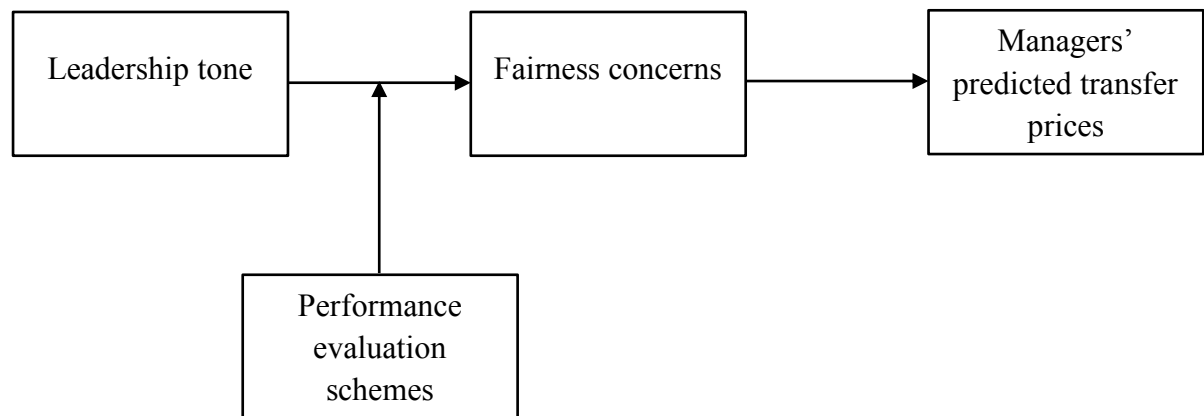 Leadership tone
Fairness concerns
Managers’
predicted transfer
prices
Performance
evaluation
schemes